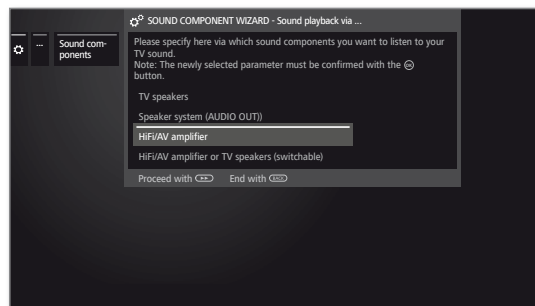 SOUND COMPONENT WIZARD - Sound playback via ...
...
Sound com-
ponents
Please specify here via which sound components you want to listen to your
TV sound.
Note: The newly selected parameter must be confirmed with the OK
button.
TV speakers
Speaker system (AUDIO OUT))
HiFi/AV amplifier
HiFi/AV amplifier or TV speakers (switchable)
Proceed with End with BACK